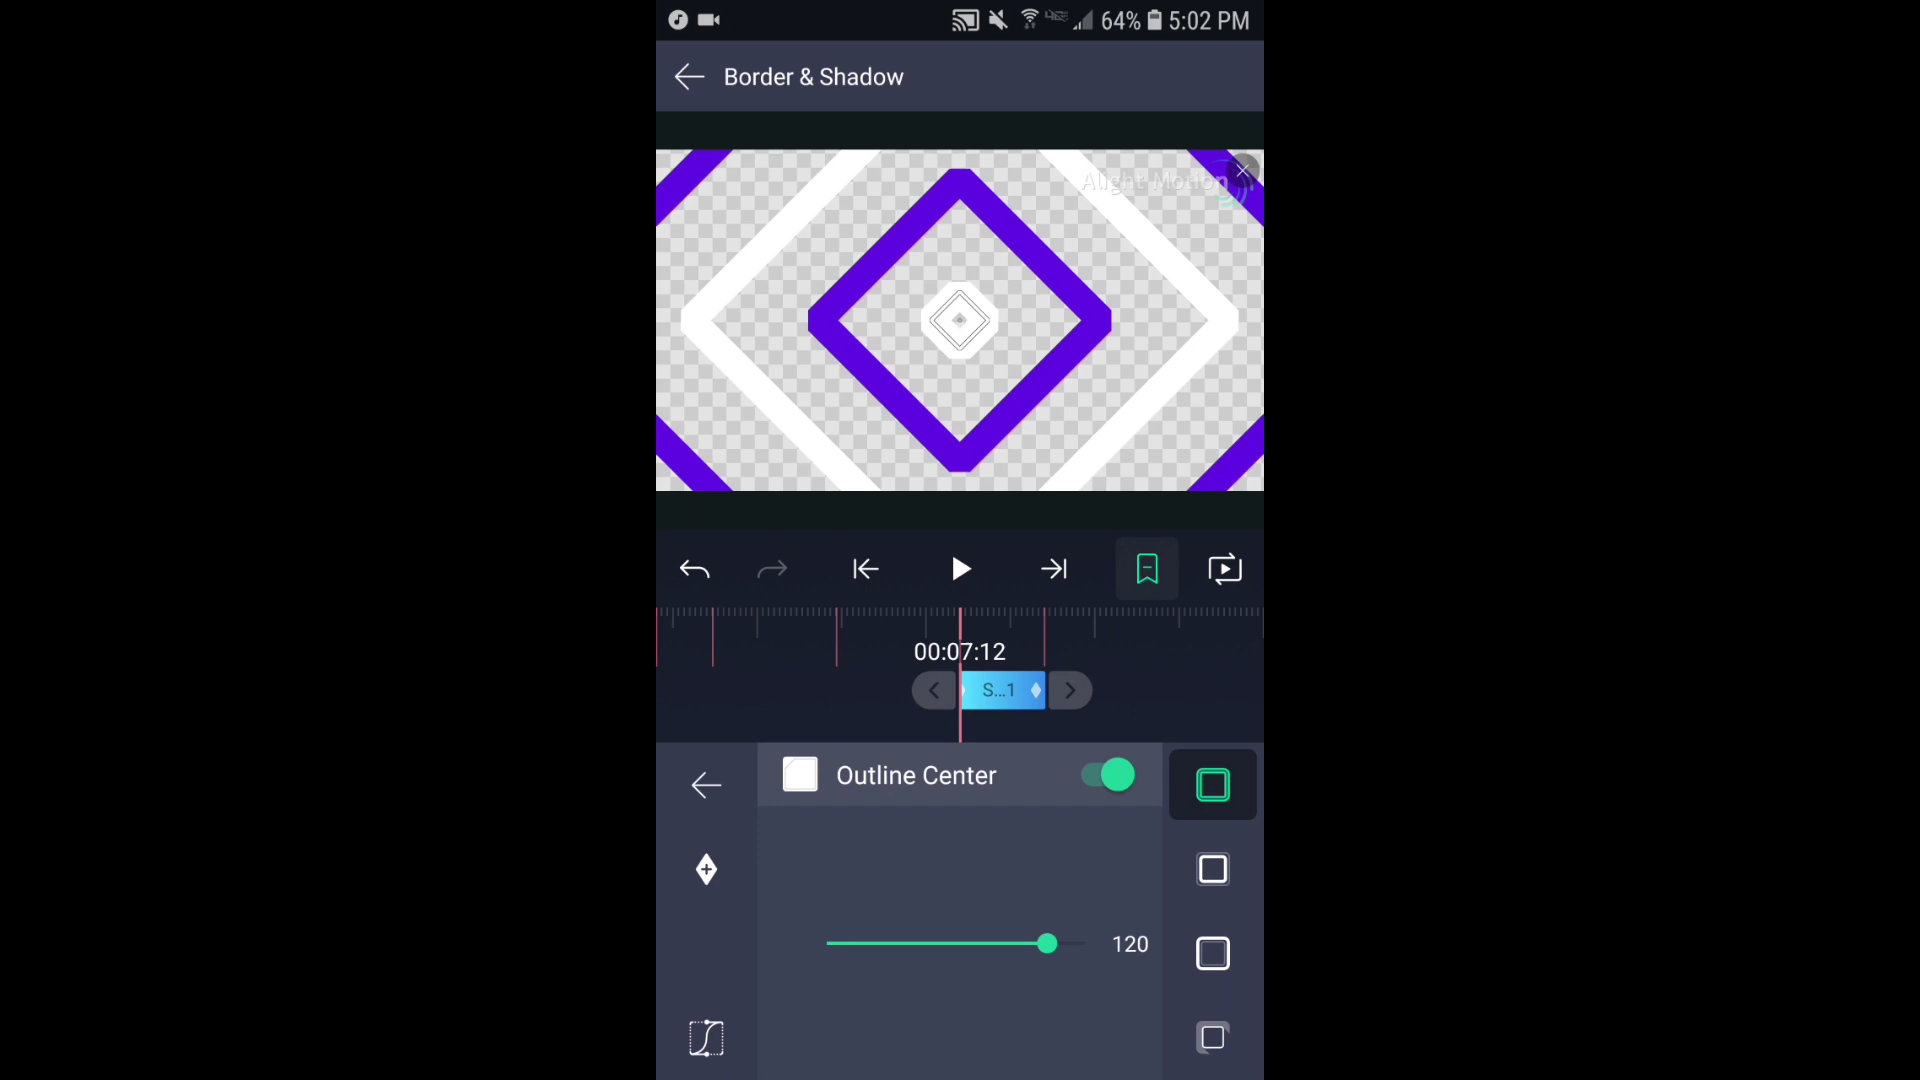 64% 5:02 PM
Border & Shadow
Alight Motion
00:07:12
S...1
Outline Center
120